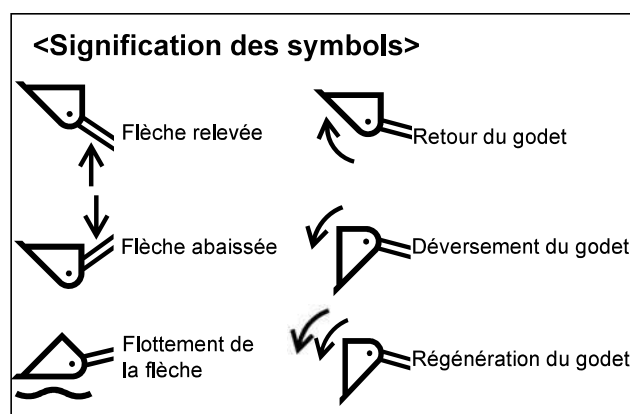 <Signification des symbols>
Flèche relevée
Retour du godet
Flèche abaissée
Déversement du godet
Flottement de
la flèche
Régénération du godet